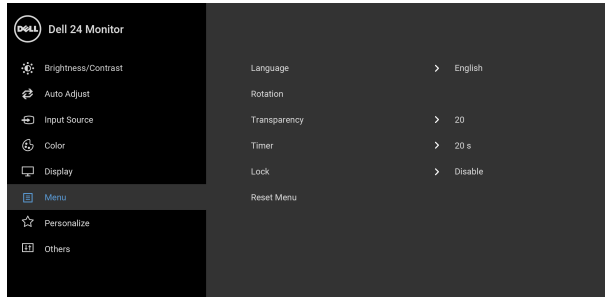 DELL Dell 24 Monitor
Brightness/Contrast
Auto Adjust
Input Source
Color
Display
Menu
Personalize
Others
Language > English
Rotation
Transparency > 20
Timer > 20 s
Lock > Disable
Reset Menu